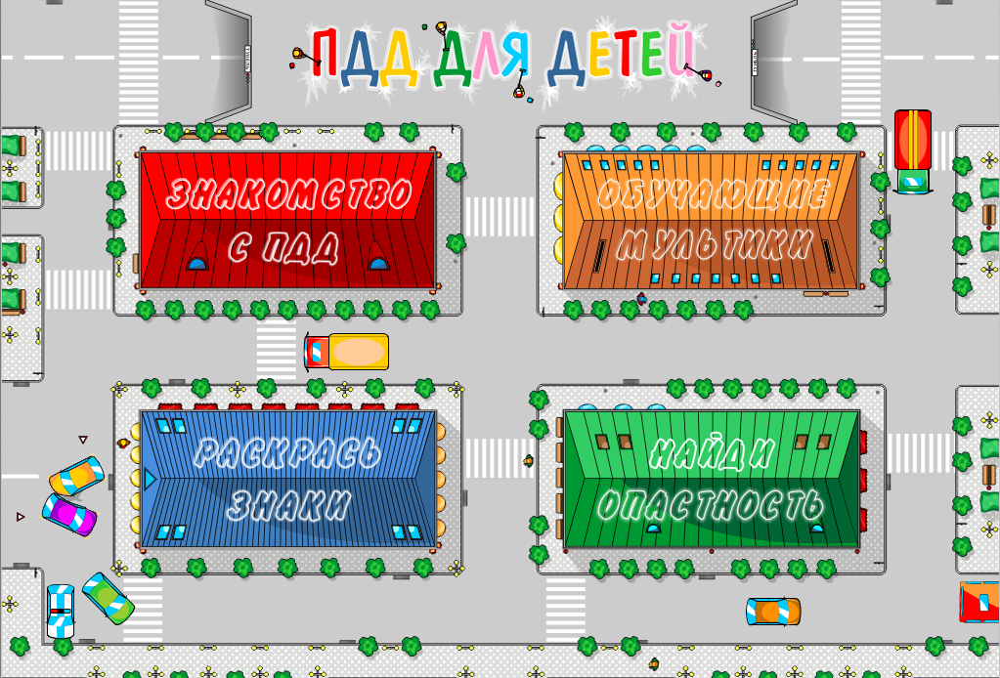 ПДД ДЛЯ ДЕТЕЙ
ЗНАКОМСТВО
С ПДД
ОБУЧАЮЩИЕ
МУЛЬТИКИ
РАСКРАСЬ
ЗНАКИ
НАЙДИ
ОПАСТНОСТЬ